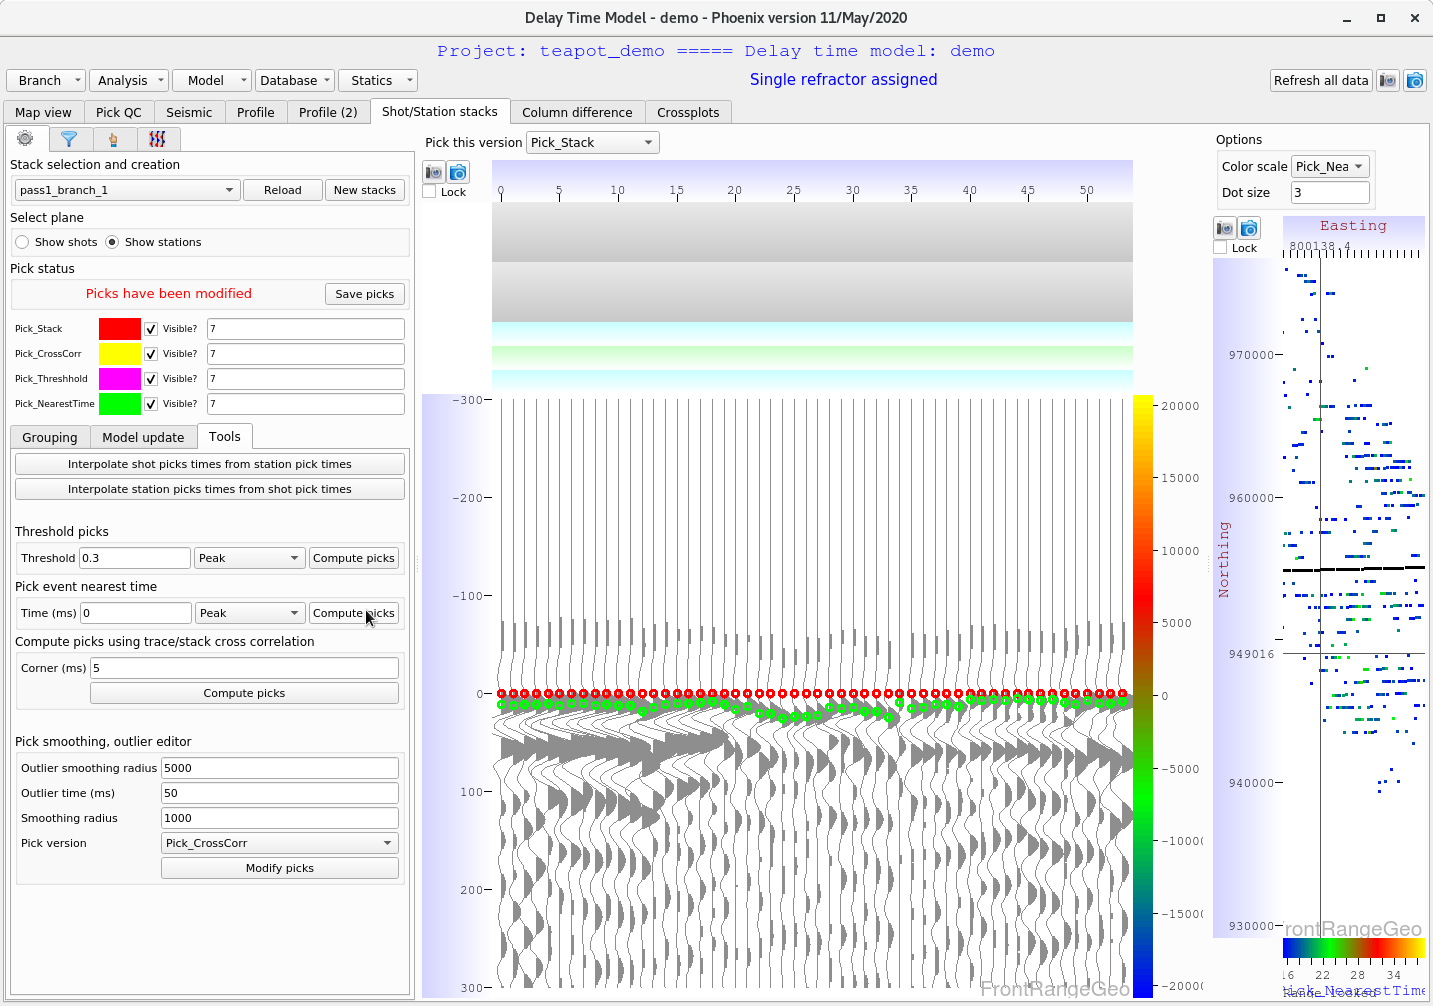 Delay Time Model - demo - Phoenix version 11/May/2020
Project: teapot_demo ===== Delay time model: demo
Branch Analysis Model Database Statics
Single refractor assigned
Refresh all data
Map view Pick QC Seismic Profile Profile (2) Shot/Station stacks Column difference Crossplots
Stack selection and creation
pass1_branch_1 Reload New stacks
Select plane
Show shots Show stations
Pick status
Picks have been modified Save picks
Pick_Stack Visible? 7
Pick_CrossCorr Visible? 7
Pick_Threshhold Visible? 7
Pick_NearestTime Visible? 7
Grouping Model update Tools
Interpolate shot picks times from station pick times
Interpolate station picks times from shot pick times
Threshold picks
Threshold 0.3 Peak Compute picks
Pick event nearest time
Time (ms) 0 Peak Compute picks
Compute picks using trace/stack cross correlation
Corner (ms) 5
Compute picks
Pick smoothing, outlier editor
Outlier smoothing radius 5000
Outlier time (ms) 50
Smoothing radius 1000
Pick version Pick_CrossCorr
Modify picks
Pick this version Pick_Stack
Lock
0 5 10 15 20 25 30 35 40 45 50
-300
-200
-100
0
100
200
300
20000
15000
10000
5000
0
-5000
-10000
-15000
-20000
FrontRangeGeo
Options
Color scale Pick_Nea
Dot size 3
Lock
Easting
800138.4
Northing
970000
960000
949016
940000
930000
rontRangeGeo
16 22 28 34
ick_NearestTime